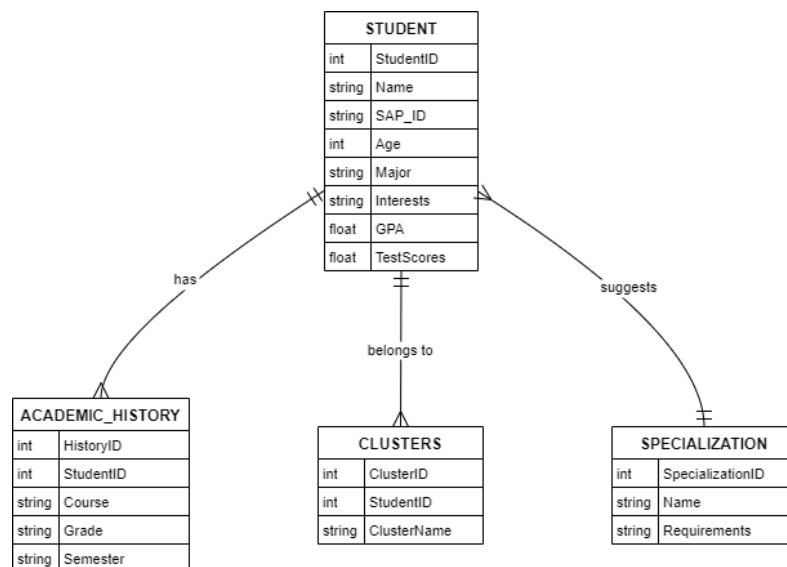 STUDENT
int StudentID
string Name
string SAP_ID
int Age
string Major
string Interests
float GPA
float TestScores
has
suggests
belongs to
ACADEMIC_HISTORY
int HistoryID
int StudentID
string Course
string Grade
string Semester
CLUSTERS
int ClusterID
int StudentID
string ClusterName
SPECIALIZATION
int SpecializationID
string Name
string Requirements